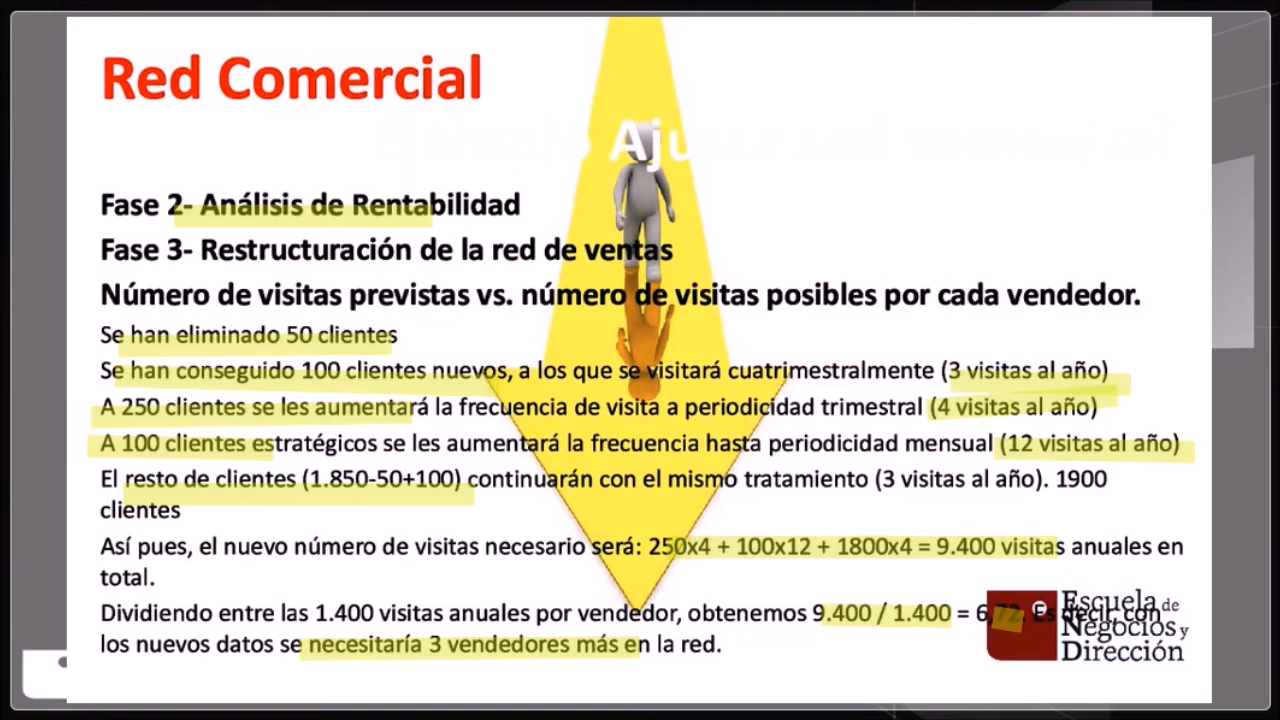 Red Comercial
Fase 2- Análisis de Rentabilidad
Fase 3- Restructuración de la red de ventas
Número de visitas previstas vs. número de visitas posibles por cada vendedor.
Se han eliminado 50 clientes
Se han conseguido 100 clientes nuevos, a los que se visitará cuatrimestralmente (3 visitas al año)
A 250 clientes se les aumentará la frecuencia de visita a periodicidad trimestral (4 visitas al año)
A 100 clientes estratégicos se les aumentará la frecuencia hasta periodicidad mensual (12 visitas al año)
El resto de clientes (1.850-50+100) continuarán con el mismo tratamiento (3 visitas al año). 1900
clientes
Así pues, el nuevo número de visitas necesario será: 250x4 + 100x12 + 1800x4 = 9.400 visitas anuales en
total.
Dividiendo entre las 1.400 visitas anuales por vendedor, obtenemos 9.400 / 1.400 = 6,72. Es decir, con
los nuevos datos se necesitaría 3 vendedores más en la red.
Escuela de
Negocios y
Dirección